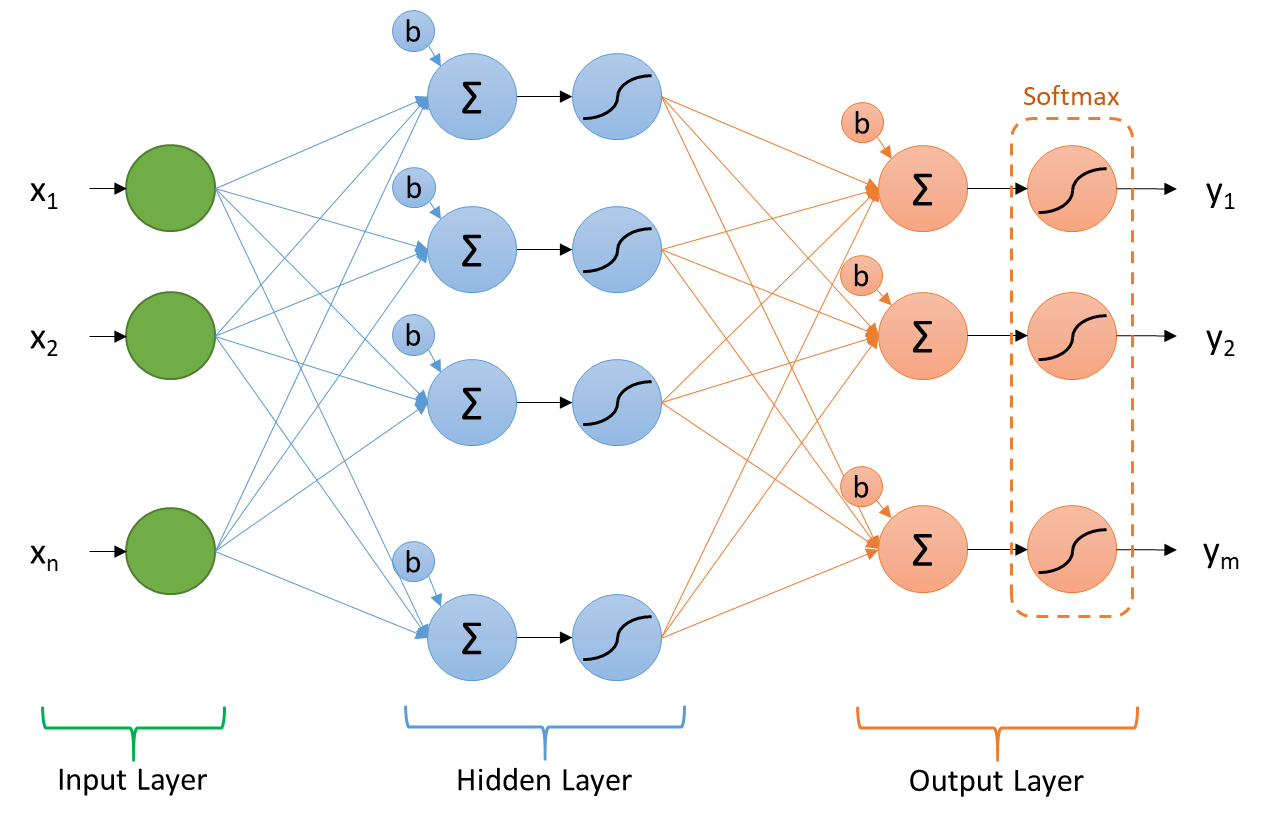 b
Σ
Softmax
b
x₁
b
Σ
y₁
b
Σ
x₂
b
Σ
y₂
b
Σ
b
xₙ
b
Σ
yₘ
Σ
Input Layer
Hidden Layer
Output Layer